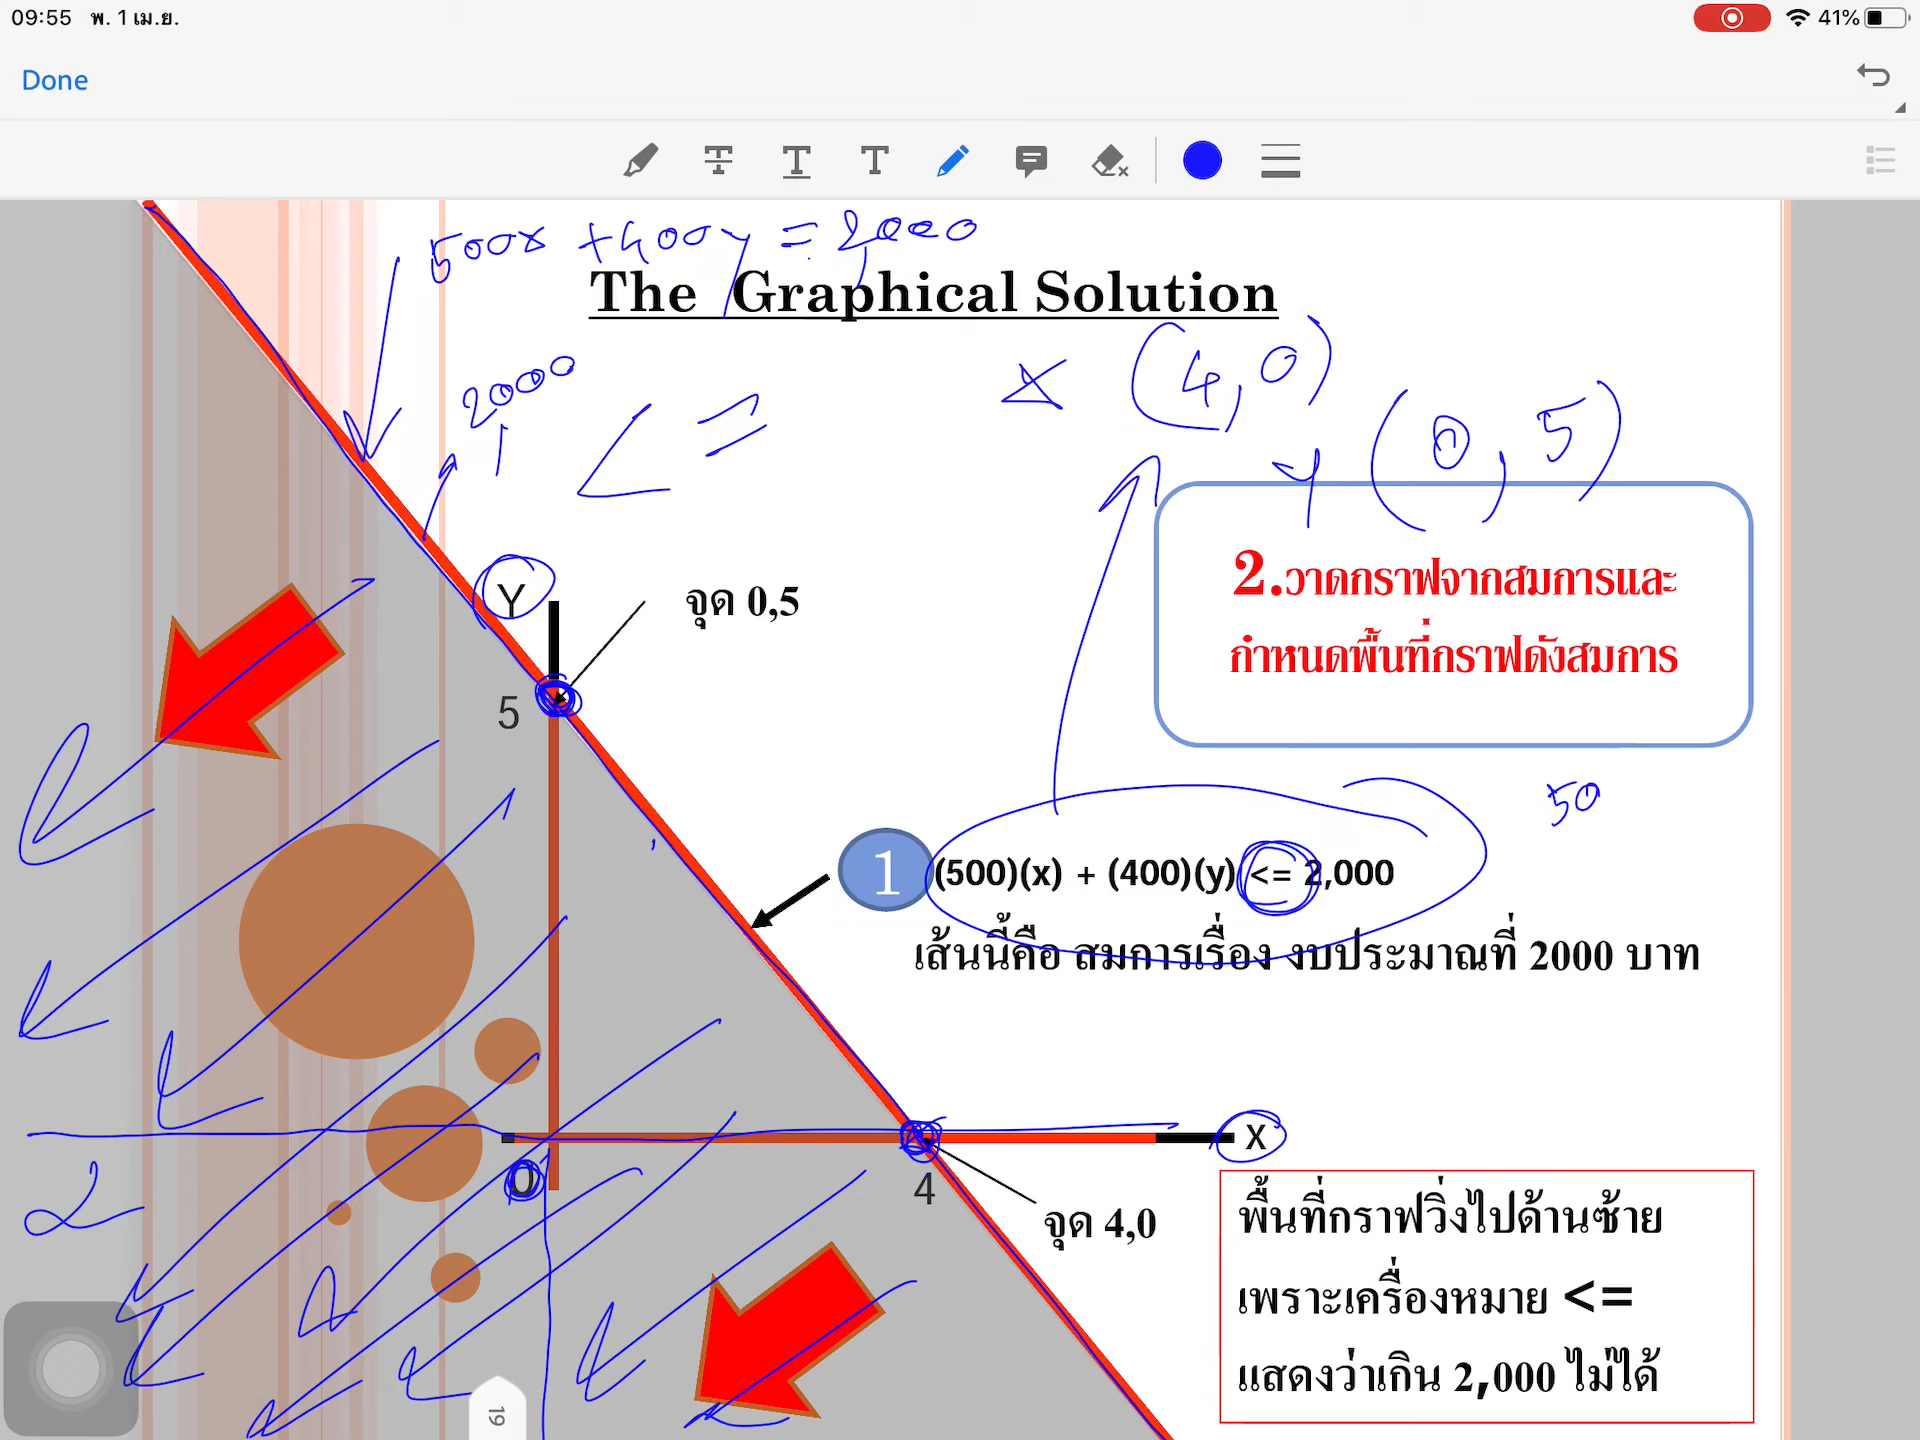 09:55 พ. 1 เม.ย.
41%
Done
500x + 400y = 2000
The Graphical Solution
x (4,0)
2000
< =
y (0,5)
2.วาดกราฟจากสมการและ
กำหนดพื้นที่กราฟดังสมการ
Y
จุด 0,5
5
50
1
(500)(x) + (400)(y) <= 2,000
เส้นนี้คือ สมการเรื่อง งบประมาณที่ 2000 บาท
X
0
4
จุด 4,0
พื้นที่กราฟวิ่งไปด้านซ้าย
เพราะเครื่องหมาย <=
แสดงว่าเกิน 2,000 ไม่ได้
19